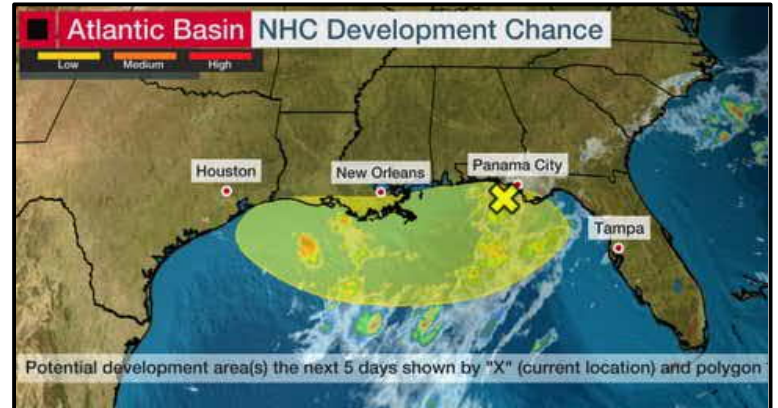 Atlantic Basin NHC Development Chance
Low Medium High
Houston
New Orleans
Panama City
Tampa
Potential development area(s) the next 5 days shown by "X" (current location) and polygon